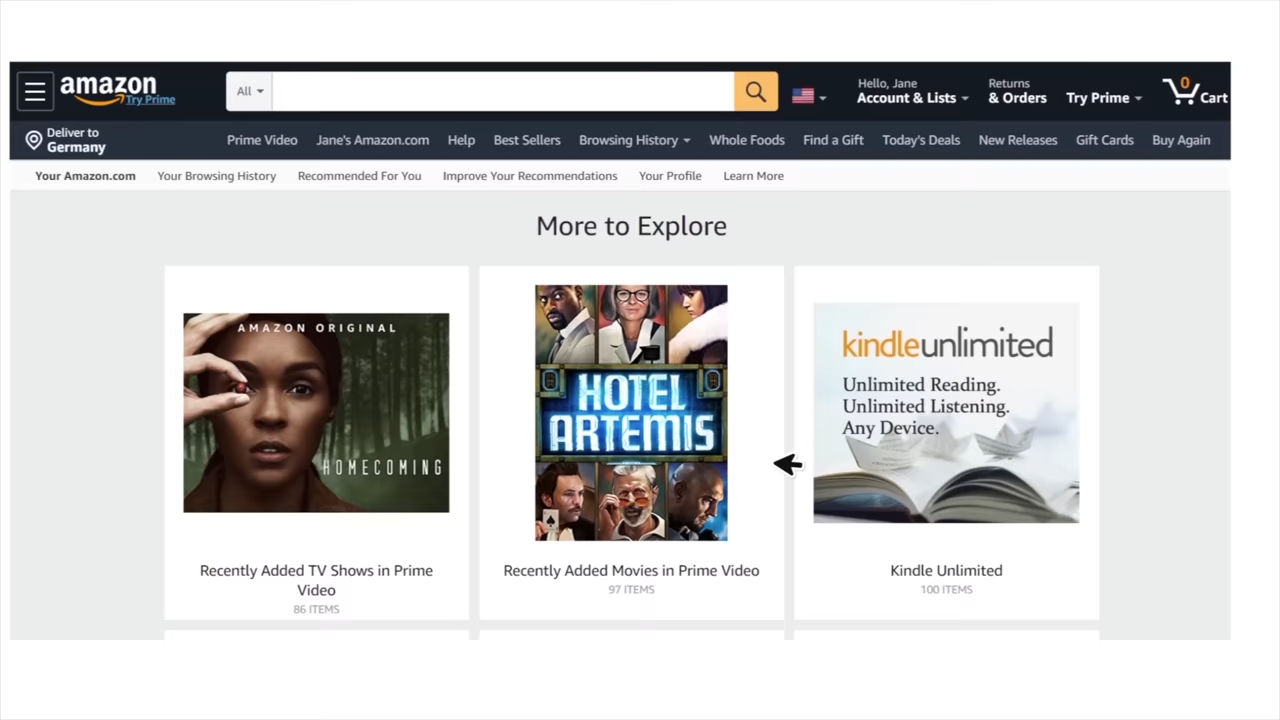 amazon
Try Prime
All
Hello, Jane
Account & Lists
Returns
& Orders
Try Prime
0
Cart
Deliver to
Germany
Prime Video
Jane's Amazon.com
Help
Best Sellers
Browsing History
Whole Foods
Find a Gift
Today's Deals
New Releases
Gift Cards
Buy Again
Your Amazon.com
Your Browsing History
Recommended For You
Improve Your Recommendations
Your Profile
Learn More
More to Explore
AMAZON ORIGINAL
HOMECOMING
Recently Added TV Shows in Prime
Video
86 ITEMS
HOTEL
ARTEMIS
Recently Added Movies in Prime Video
97 ITEMS
kindleunlimited
Unlimited Reading.
Unlimited Listening.
Any Device.
Kindle Unlimited
100 ITEMS